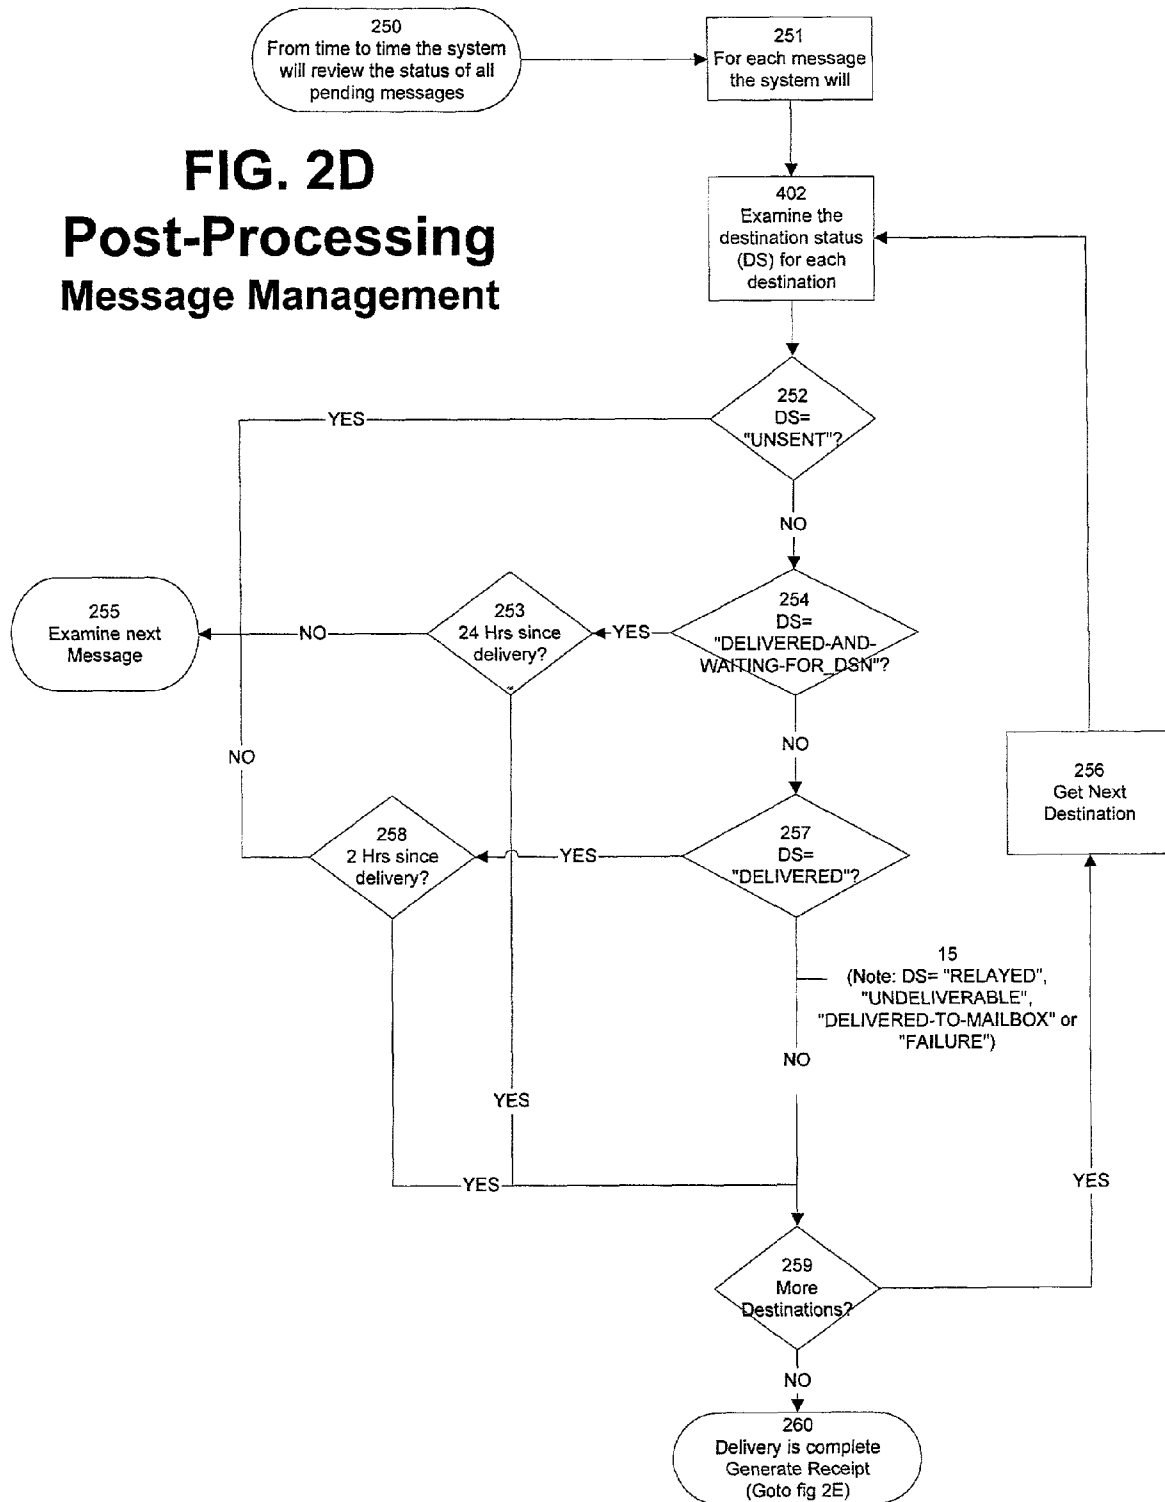 250
From time to time the system
will review the status of all
pending messages
251
For each message
the system will
FIG. 2D
Post-Processing
Message Management
402
Examine the
destination status
(DS) for each
destination
252
DS=
"UNSENT"?
YES
NO
255
Examine next
Message
NO
253
24 Hrs since
delivery?
YES
254
DS=
"DELIVERED-AND-
WAITING-FOR_DSN"?
NO
NO
256
Get Next
Destination
258
2 Hrs since
delivery?
YES
257
DS=
"DELIVERED"?
15
(Note: DS= "RELAYED",
"UNDELIVERABLE",
"DELIVERED-TO-MAILBOX" or
"FAILURE")
NO
YES
YES
YES
259
More
Destinations?
NO
260
Delivery is complete
Generate Receipt
(Goto fig 2E)